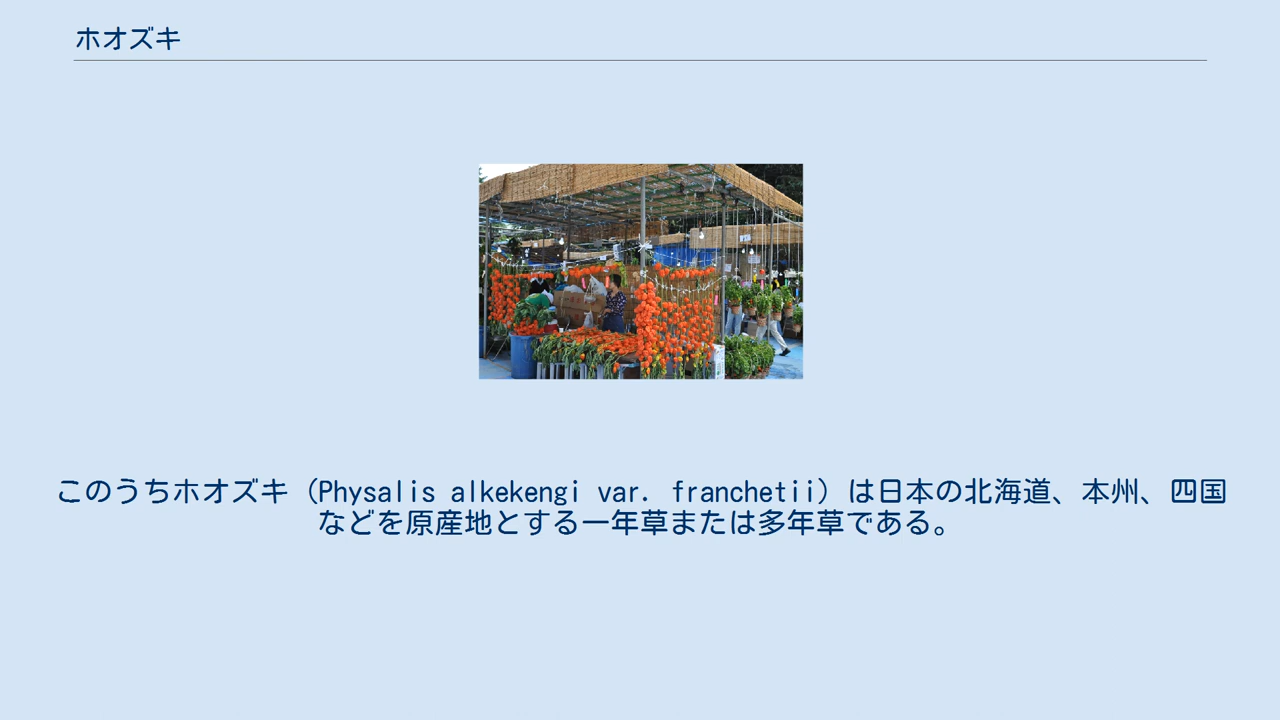 ホオズキ
このうちホオズキ（Physalis alkekengi var. franchetii）は日本の北海道、本州、四国
などを原産地とする一年草または多年草である。